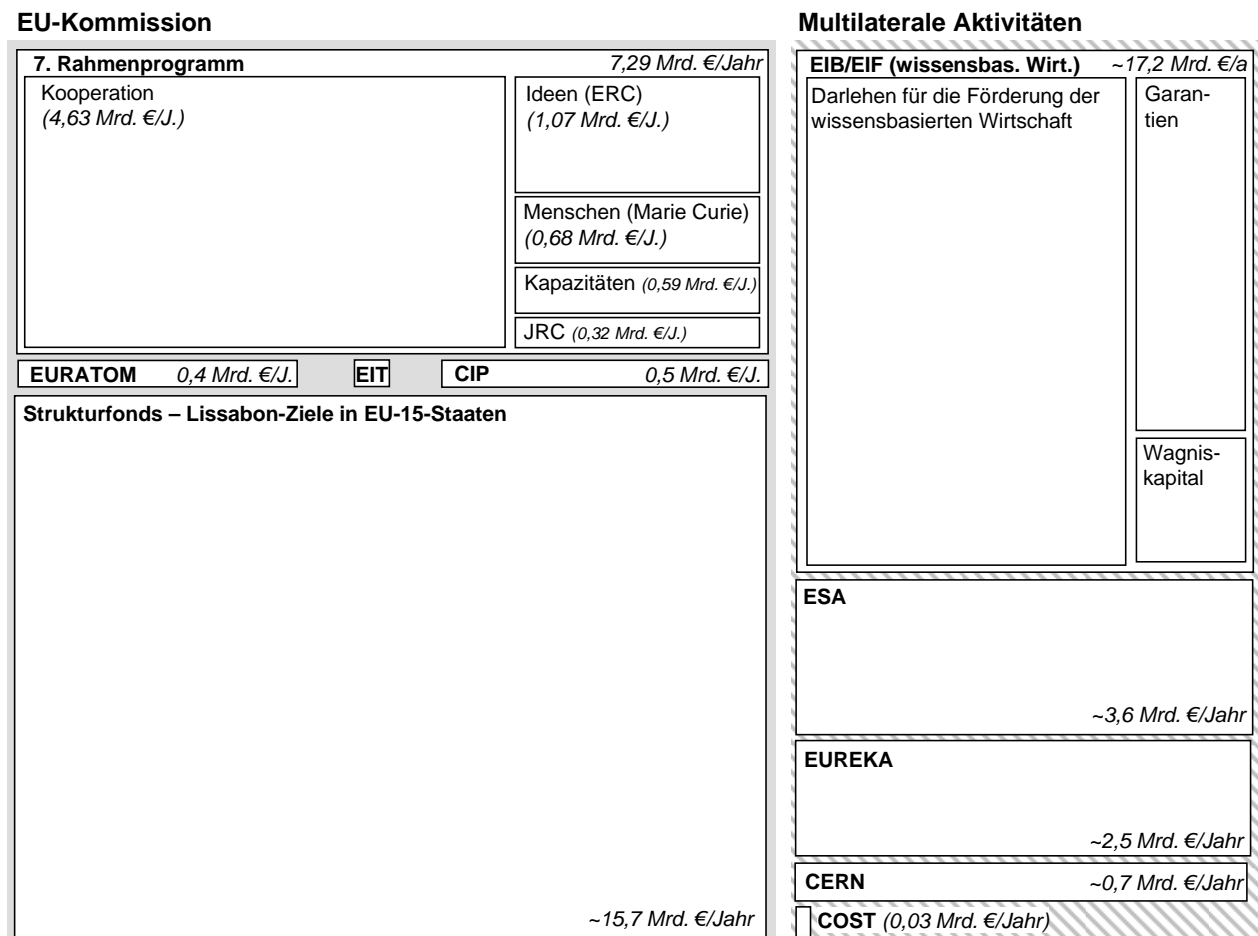 EU-Kommission
7. Rahmenprogramm 7,29 Mrd. €/Jahr
Kooperation
(4,63 Mrd. €/J.)
Ideen (ERC)
(1,07 Mrd. €/J.)
Menschen (Marie Curie)
(0,68 Mrd. €/J.)
Kapazitäten (0,59 Mrd. €/J.)
JRC (0,32 Mrd. €/J.)
EURATOM 0,4 Mrd. €/J.
EIT
CIP 0,5 Mrd. €/J.
Strukturfonds – Lissabon-Ziele in EU-15-Staaten
~15,7 Mrd. €/Jahr
Multilaterale Aktivitäten
EIB/EIF (wissensbas. Wirt.) ~17,2 Mrd. €/a
Darlehen für die Förderung der
wissensbasierten Wirtschaft
Garan-
tien
Wagnis-
kapital
ESA
~3,6 Mrd. €/Jahr
EUREKA
~2,5 Mrd. €/Jahr
CERN ~0,7 Mrd. €/Jahr
COST (0,03 Mrd. €/Jahr)